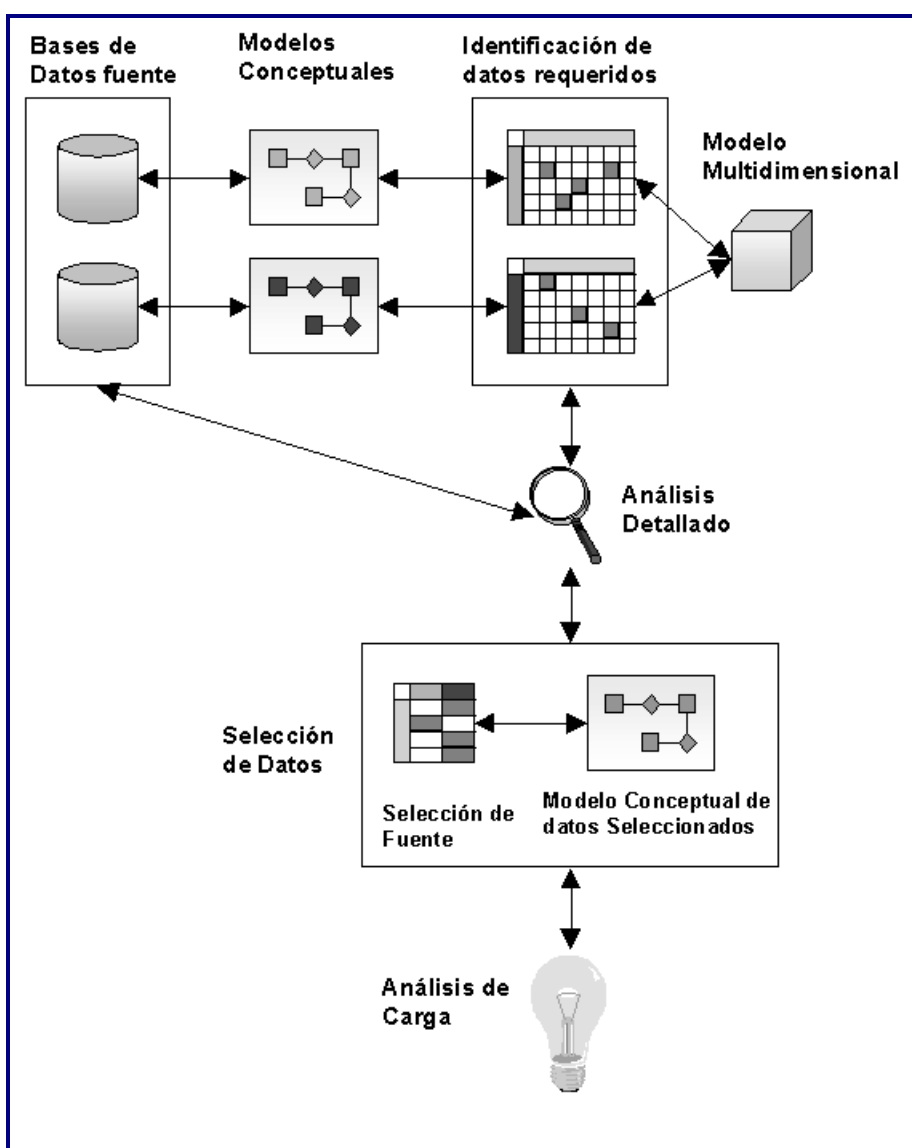 Bases de
Datos fuente
Modelos
Conceptuales
Identificación de
datos requeridos
Modelo
Multidimensional
Análisis
Detallado
Selección
de Datos
Selección de
Fuente
Modelo Conceptual de
datos Seleccionados
Análisis de
Carga